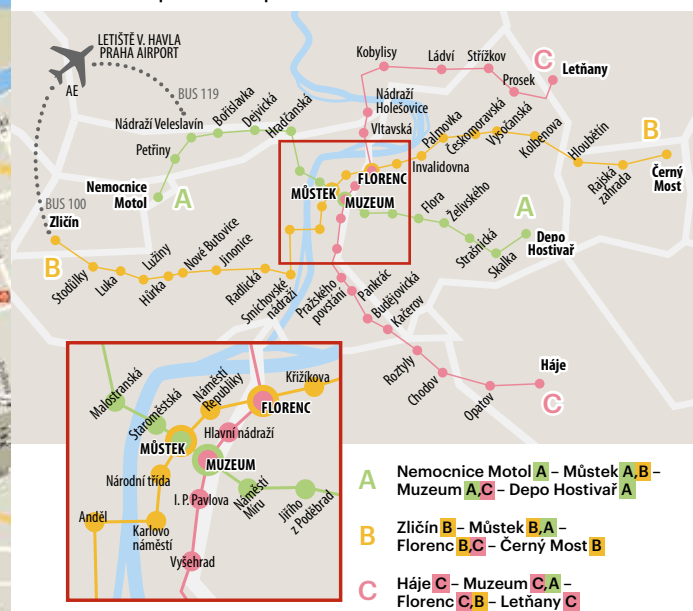 LETIŠTĚ V. HAVLA
PRAHA AIRPORT
AE
BUS 119
BUS 100
Nádraží Veleslavín
Bořislavka
Dejvická
Hradčanská
Petřiny
Nemocnice
Motol
A
Zličín
B
Stodůlky
Luka
Lužiny
Hůrka
Nové Butovice
Jinonice
Radlická
Smíchovské
nádraží
Kobylisy
Ládví
Střížkov
Prosek
C
Letňany
Nádraží
Holešovice
Vltavská
FLORENC
MŮSTEK
MUZEUM
Invalidovna
Palmovka
Českomoravská
Vysočanská
Kolbenova
Hloubětín
Rajská
zahrada
B
Černý
Most
Flora
Želivského
Strašnická
Skalka
A
Depo
Hostivař
Pražského
povstání
Pankrác
Budějovická
Kačerov
Roztyly
Chodov
Opatov
Háje
C
Malostranská
Staroměstská
Náměstí
Republiky
Křižíkova
FLORENC
Hlavní nádraží
MŮSTEK
MUZEUM
Národní třída
Anděl
Karlovo
náměstí
I. P. Pavlova
Náměstí
Míru
Jiřího
z Poděbrad
Vyšehrad
A Nemocnice Motol A – Můstek A,B –
Muzeum A,C – Depo Hostivař A
B Zličín B – Můstek B,A –
Florenc B,C – Černý Most B
C Háje C – Muzeum C,A –
Florenc C,B – Letňany C